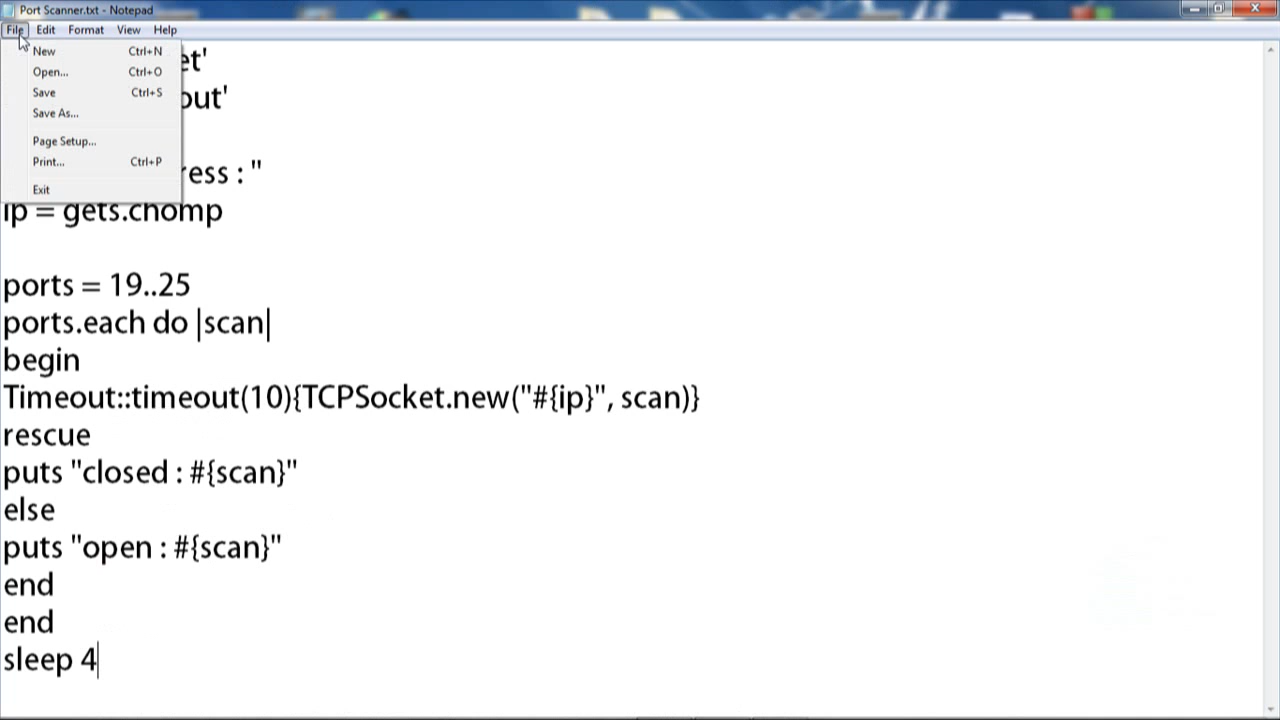 Port Scanner.txt - Notepad
File Edit Format View Help
New Ctrl+N
Open... Ctrl+O
Save Ctrl+S
Save As...
Page Setup...
Print... Ctrl+P
Exit
et'
out'
ress : "
ip = gets.chomp
ports = 19..25
ports.each do |scan|
begin
Timeout::timeout(10){TCPSocket.new("#{ip}", scan)}
rescue
puts "closed : #{scan}"
else
puts "open : #{scan}"
end
end
sleep 4